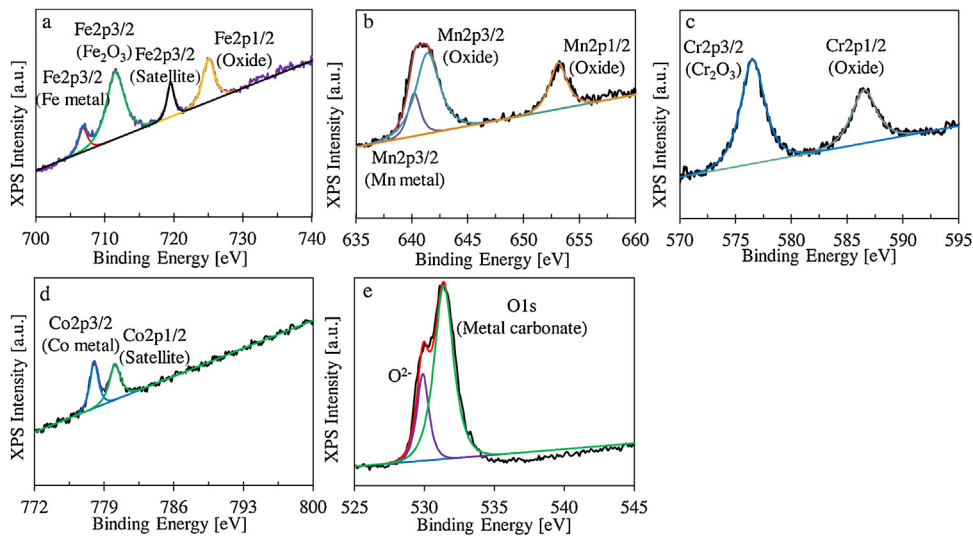 a
Fe2p3/2
(Fe₂O₃)
Fe2p3/2
(Satellite)
Fe2p1/2
(Oxide)
Fe2p3/2
(Fe metal)
XPS Intensity [a.u.]
700 710 720 730 740
Binding Energy [eV]
b
Mn2p3/2
(Oxide)
Mn2p1/2
(Oxide)
Mn2p3/2
(Mn metal)
XPS Intensity [a.u.]
635 640 645 650 655 660
Binding Energy [eV]
c
Cr2p3/2
(Cr₂O₃)
Cr2p1/2
(Oxide)
XPS Intensity [a.u.]
570 575 580 585 590 595
Binding Energy [eV]
d
Co2p3/2
(Co metal)
Co2p1/2
(Satellite)
XPS Intensity [a.u.]
772 779 786 793 800
Binding Energy [eV]
e
O1s
(Metal carbonate)
O²⁻
XPS Intensity [a.u.]
525 530 535 540 545
Binding Energy [eV]